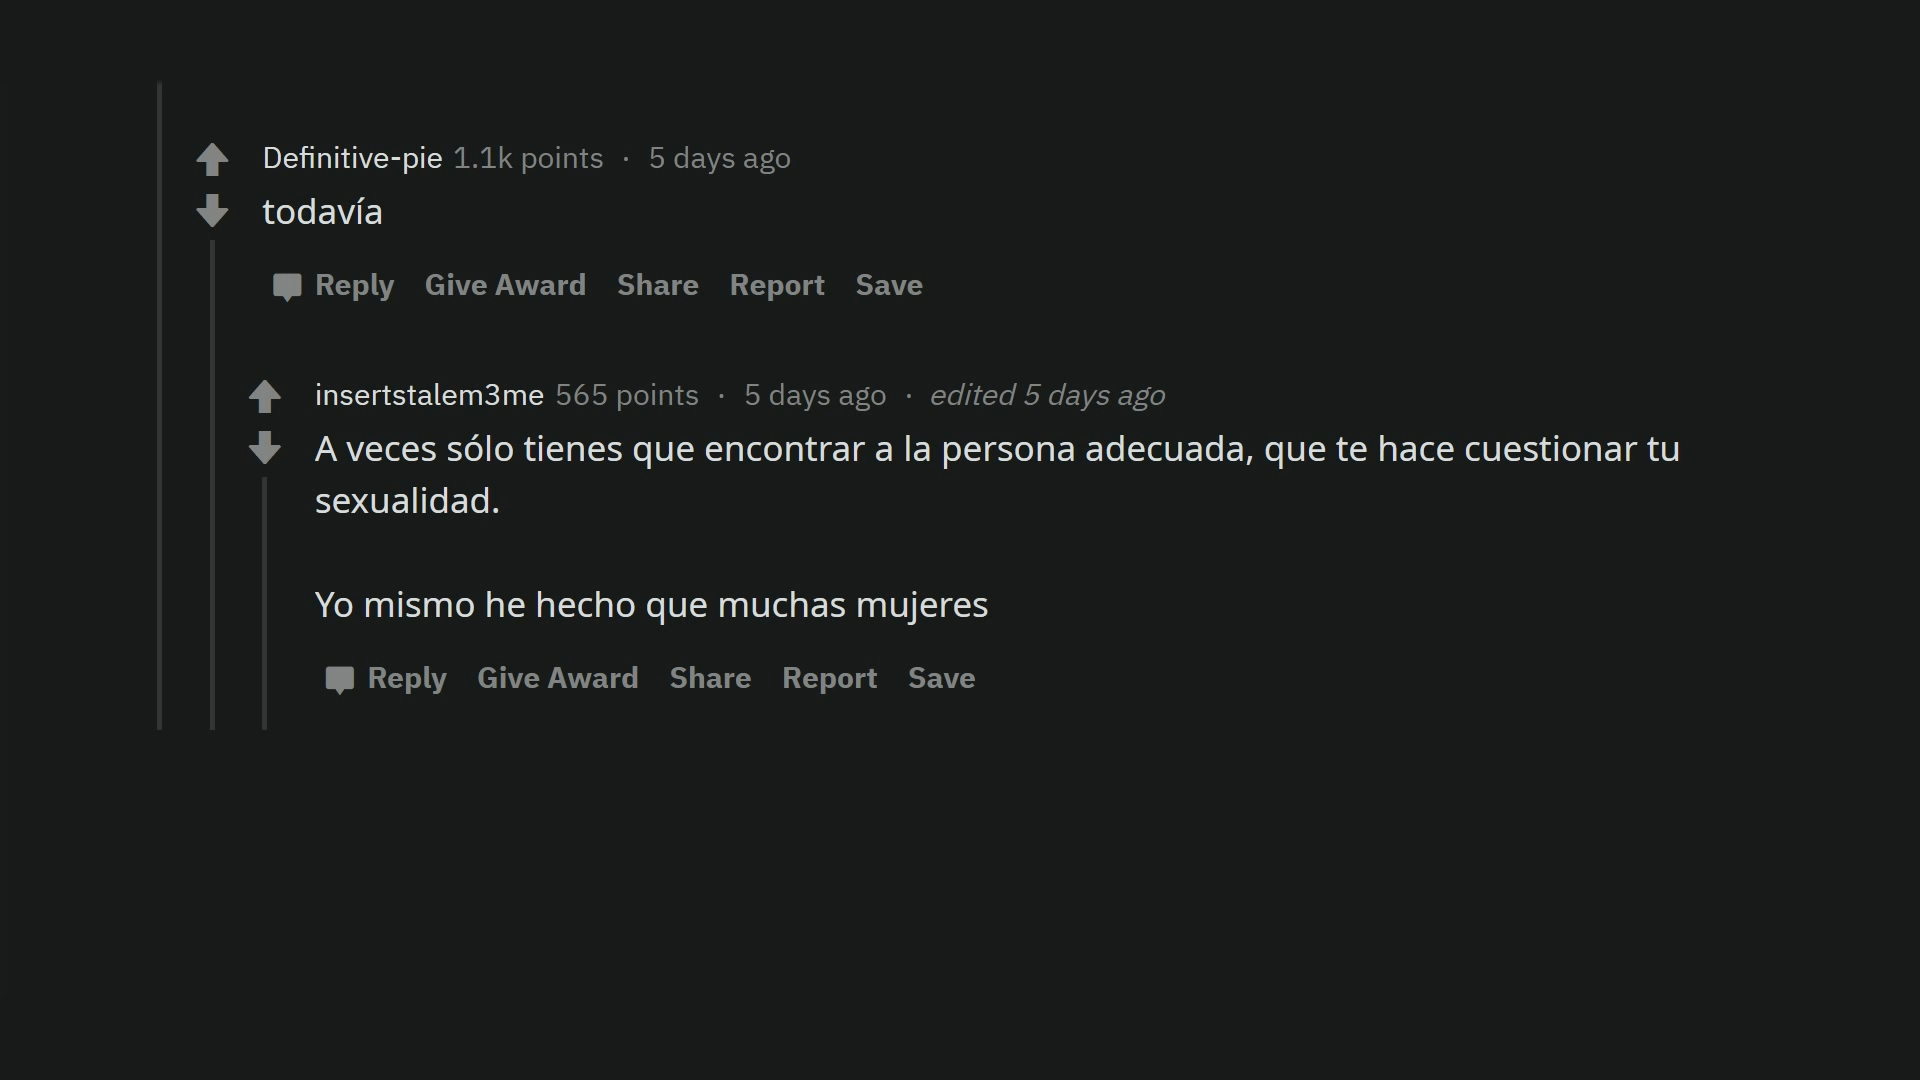 Definitive-pie 1.1k points · 5 days ago
todavía
Reply Give Award Share Report Save
insertstalem3me 565 points · 5 days ago · edited 5 days ago
A veces sólo tienes que encontrar a la persona adecuada, que te hace cuestionar tu
sexualidad.
Yo mismo he hecho que muchas mujeres
Reply Give Award Share Report Save